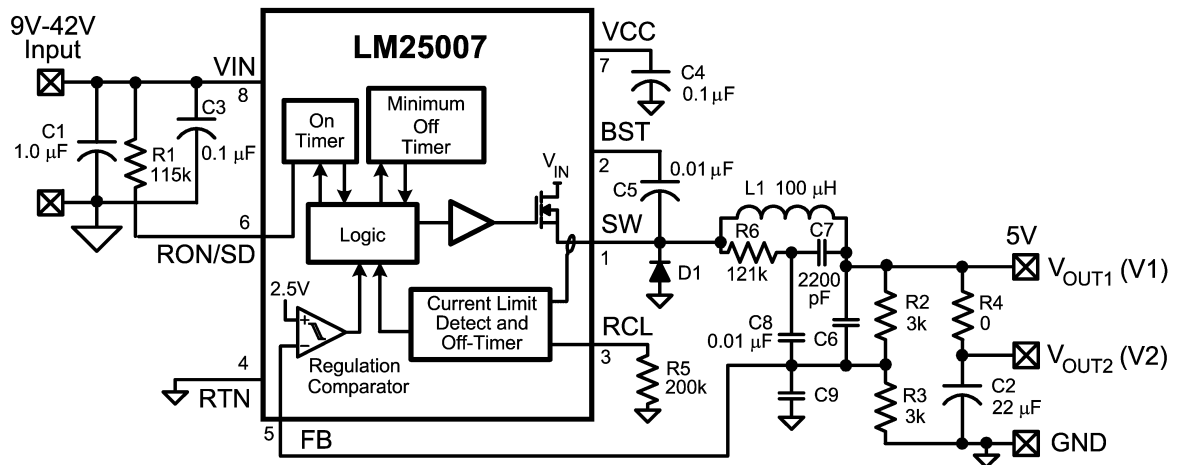 9V-42V
Input
VIN
8
C1
1.0 μF
R1
115k
C3
0.1 μF
6
RON/SD
LM25007
On
Timer
Minimum
Off
Timer
Logic
VIN
2.5V
+
−
Regulation
Comparator
Current Limit
Detect and
Off-Timer
4
RTN
5
FB
VCC
7
C4
0.1 μF
BST
2
0.01 μF
C5
SW
1
D1
RCL
3
R5
200k
L1 100 μH
R6
121k
C7
2200
pF
C8
0.01 μF
C6
C9
R2
3k
R3
3k
R4
0
C2
22 μF
5V
VOUT1 (V1)
VOUT2 (V2)
GND